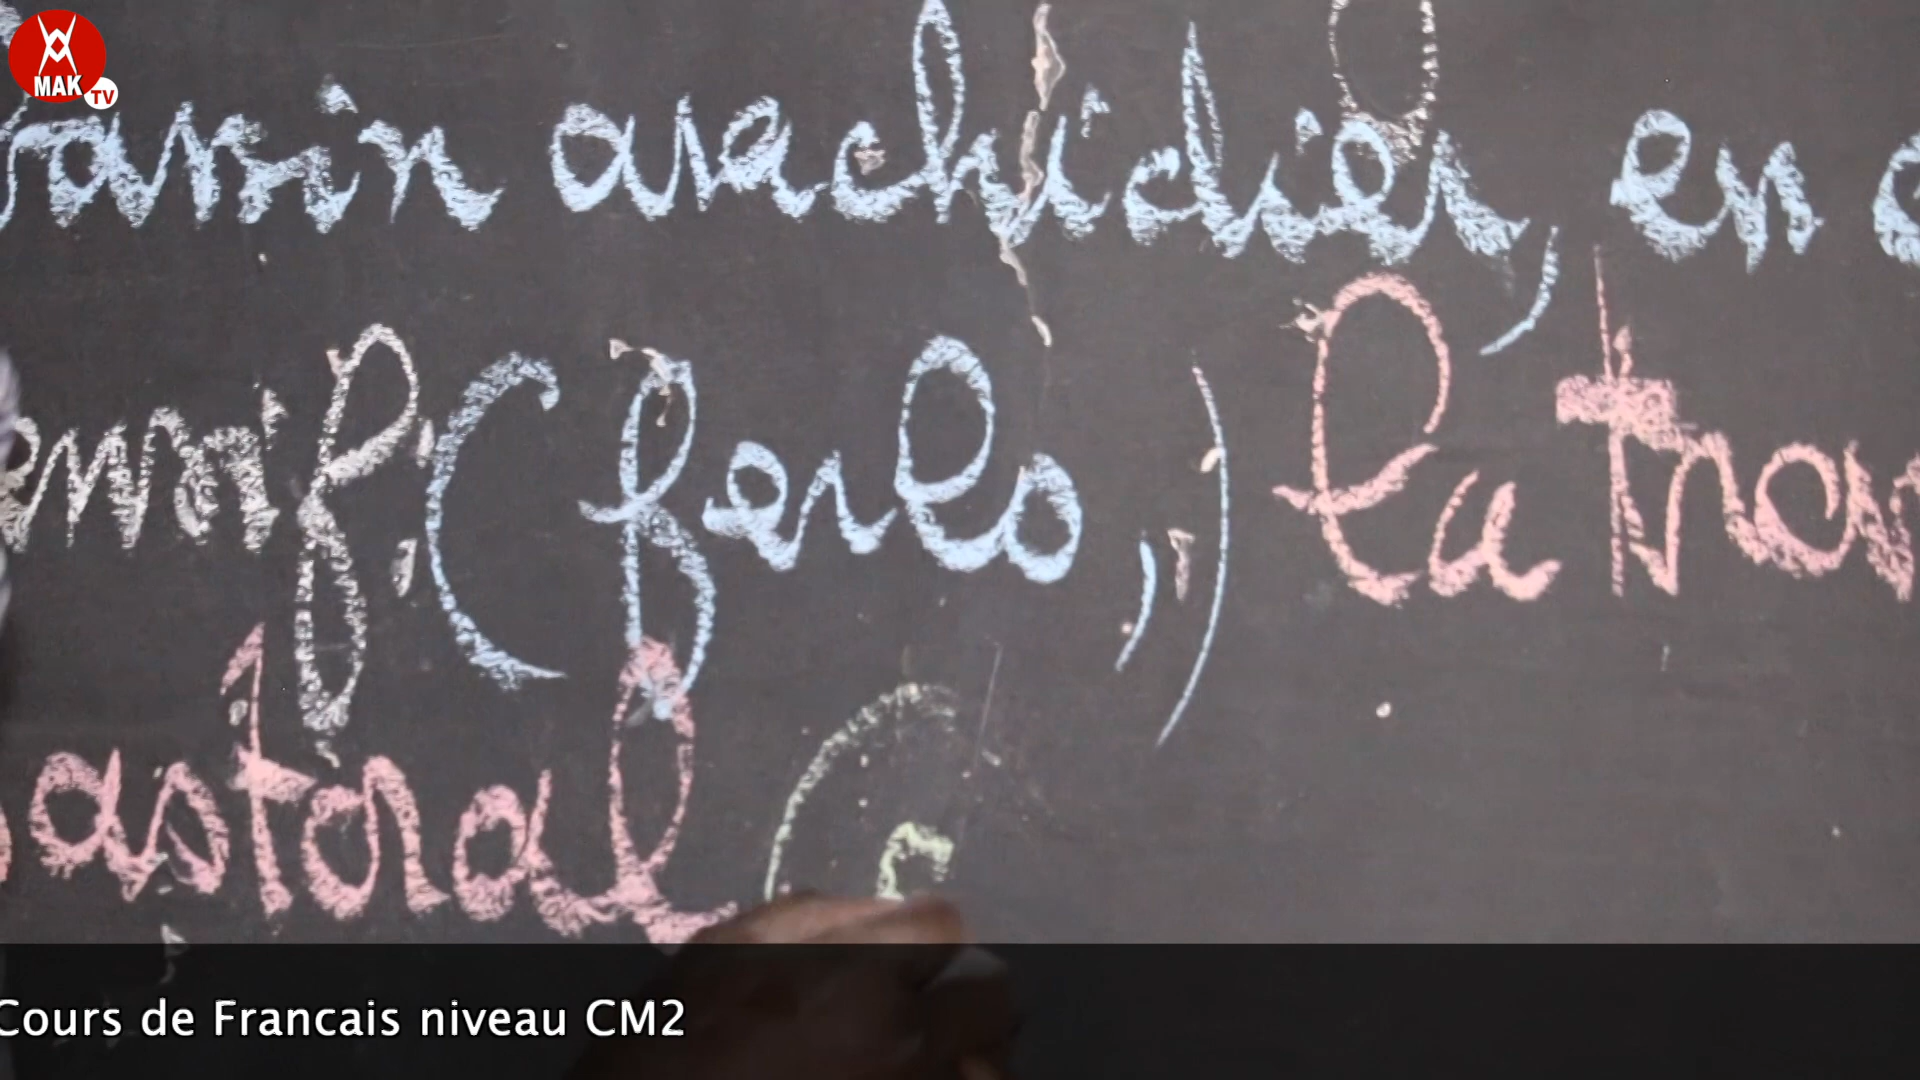 MAK TV
bassin arachidier, en
(ferlo,) la
pastoral (
Cours de Francais niveau CM2